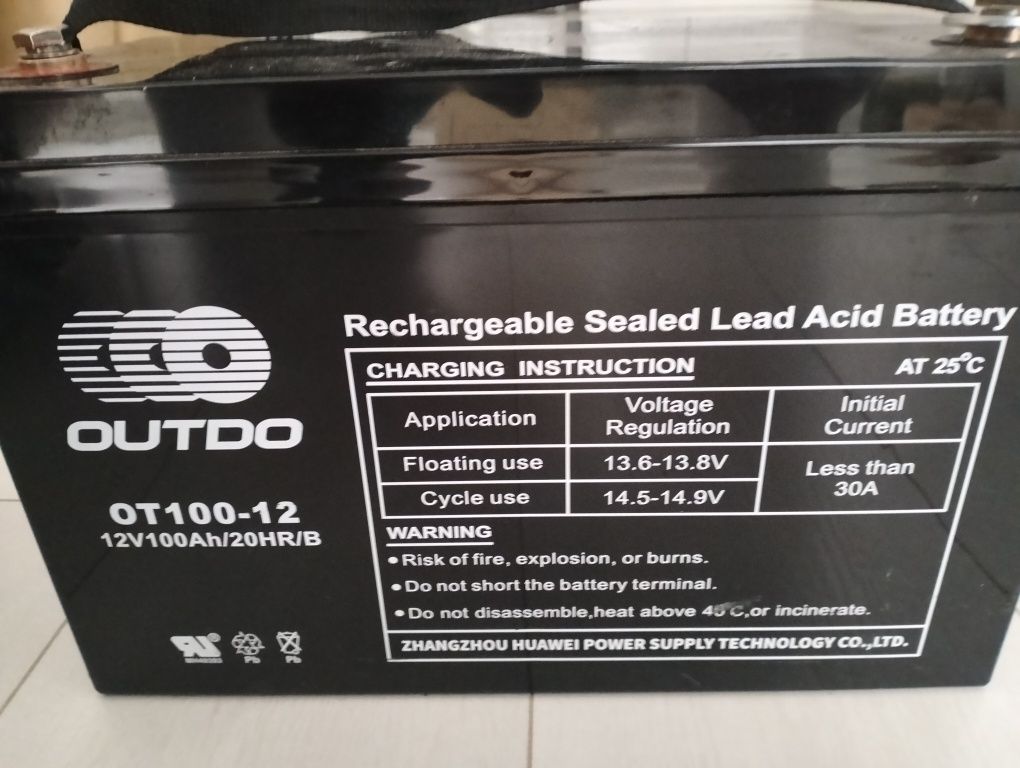 OUTDO
OT100-12
12V100Ah/20HR/B
Pb
Pb
Rechargeable Sealed Lead Acid Battery
CHARGING INSTRUCTION
AT 25°C
Application
Voltage Regulation
Initial Current
Floating use
13.6-13.8V
Less than 30A
Cycle use
14.5-14.9V
WARNING
•Risk of fire, explosion, or burns.
•Do not short the battery terminal.
•Do not disassemble,heat above °C,or incinerate.
ZHANGZHOU HUAWEI POWER SUPPLY TECHNOLOGY CO.,LTD.